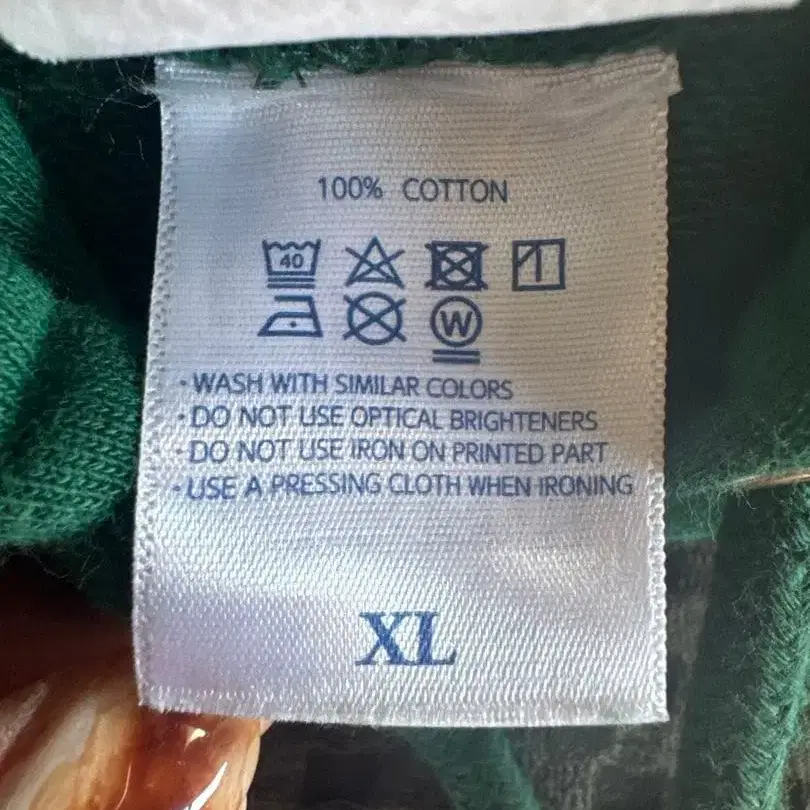 100% COTTON
40
W
· WASH WITH SIMILAR COLORS
· DO NOT USE OPTICAL BRIGHTENERS
· DO NOT USE IRON ON PRINTED PART
· USE A PRESSING CLOTH WHEN IRONING
XL